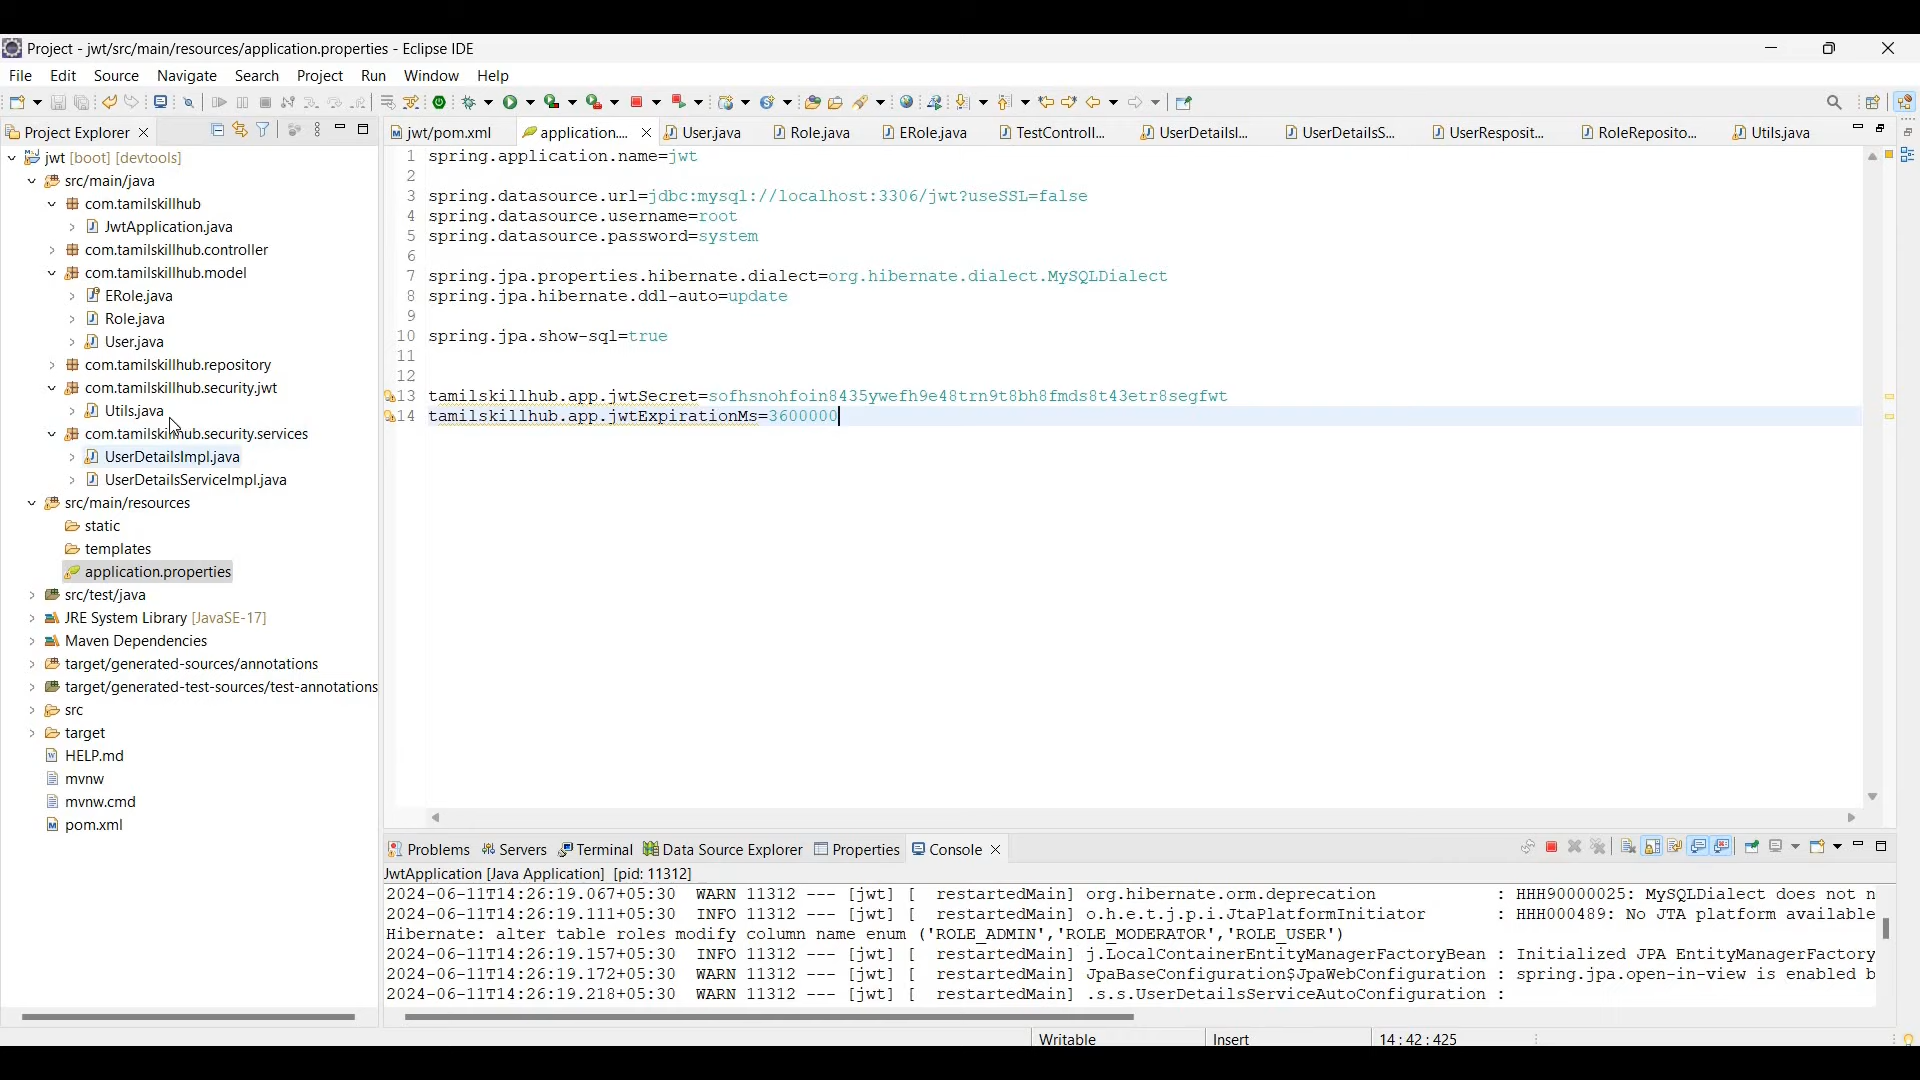 Project - jwt/src/main/resources/application.properties - Eclipse IDE
File Edit Source Navigate Search Project Run Window Help
Project Explorer
jwt/pom.xml application.... User.java Role.java ERole.java TestControll... UserDetailsI... UserDetailsS... UserResposit... RoleReposito... Utils.java
jwt [boot] [devtools]
src/main/java
com.tamilskillhub
JwtApplication.java
com.tamilskillhub.controller
com.tamilskillhub.model
ERole.java
Role.java
User.java
com.tamilskillhub.repository
com.tamilskillhub.security.jwt
Utils.java
com.tamilskillhub.security.services
UserDetailsImpl.java
UserDetailsServiceImpl.java
src/main/resources
static
templates
application.properties
src/test/java
JRE System Library [JavaSE-17]
Maven Dependencies
target/generated-sources/annotations
target/generated-test-sources/test-annotations
src
target
HELP.md
mvnw
mvnw.cmd
pom.xml
1 spring.application.name=jwt
2
3 spring.datasource.url=jdbc:mysql://localhost:3306/jwt?useSSL=false
4 spring.datasource.username=root
5 spring.datasource.password=system
6
7 spring.jpa.properties.hibernate.dialect=org.hibernate.dialect.MySQLDialect
8 spring.jpa.hibernate.ddl-auto=update
9
10 spring.jpa.show-sql=true
11
12
13 tamilskillhub.app.jwtSecret=sofhsnohfoin8435ywefh9e48trn9t8bh8fmds8t43etr8segfwt
14 tamilskillhub.app.jwtExpirationMs=3600000
Problems Servers Terminal Data Source Explorer Properties Console
JwtApplication [Java Application] [pid: 11312]
2024-06-11T14:26:19.067+05:30 WARN 11312 --- [jwt] [ restartedMain] org.hibernate.orm.deprecation : HHH90000025: MySQLDialect does not n
2024-06-11T14:26:19.111+05:30 INFO 11312 --- [jwt] [ restartedMain] o.h.e.t.j.p.i.JtaPlatformInitiator : HHH000489: No JTA platform available
Hibernate: alter table roles modify column name enum ('ROLE_ADMIN','ROLE_MODERATOR','ROLE_USER')
2024-06-11T14:26:19.157+05:30 INFO 11312 --- [jwt] [ restartedMain] j.LocalContainerEntityManagerFactoryBean : Initialized JPA EntityManagerFactory
2024-06-11T14:26:19.172+05:30 WARN 11312 --- [jwt] [ restartedMain] JpaBaseConfiguration$JpaWebConfiguration : spring.jpa.open-in-view is enabled b
2024-06-11T14:26:19.218+05:30 WARN 11312 --- [jwt] [ restartedMain] .s.s.UserDetailsServiceAutoConfiguration :
Writable Insert 14 : 42 : 425